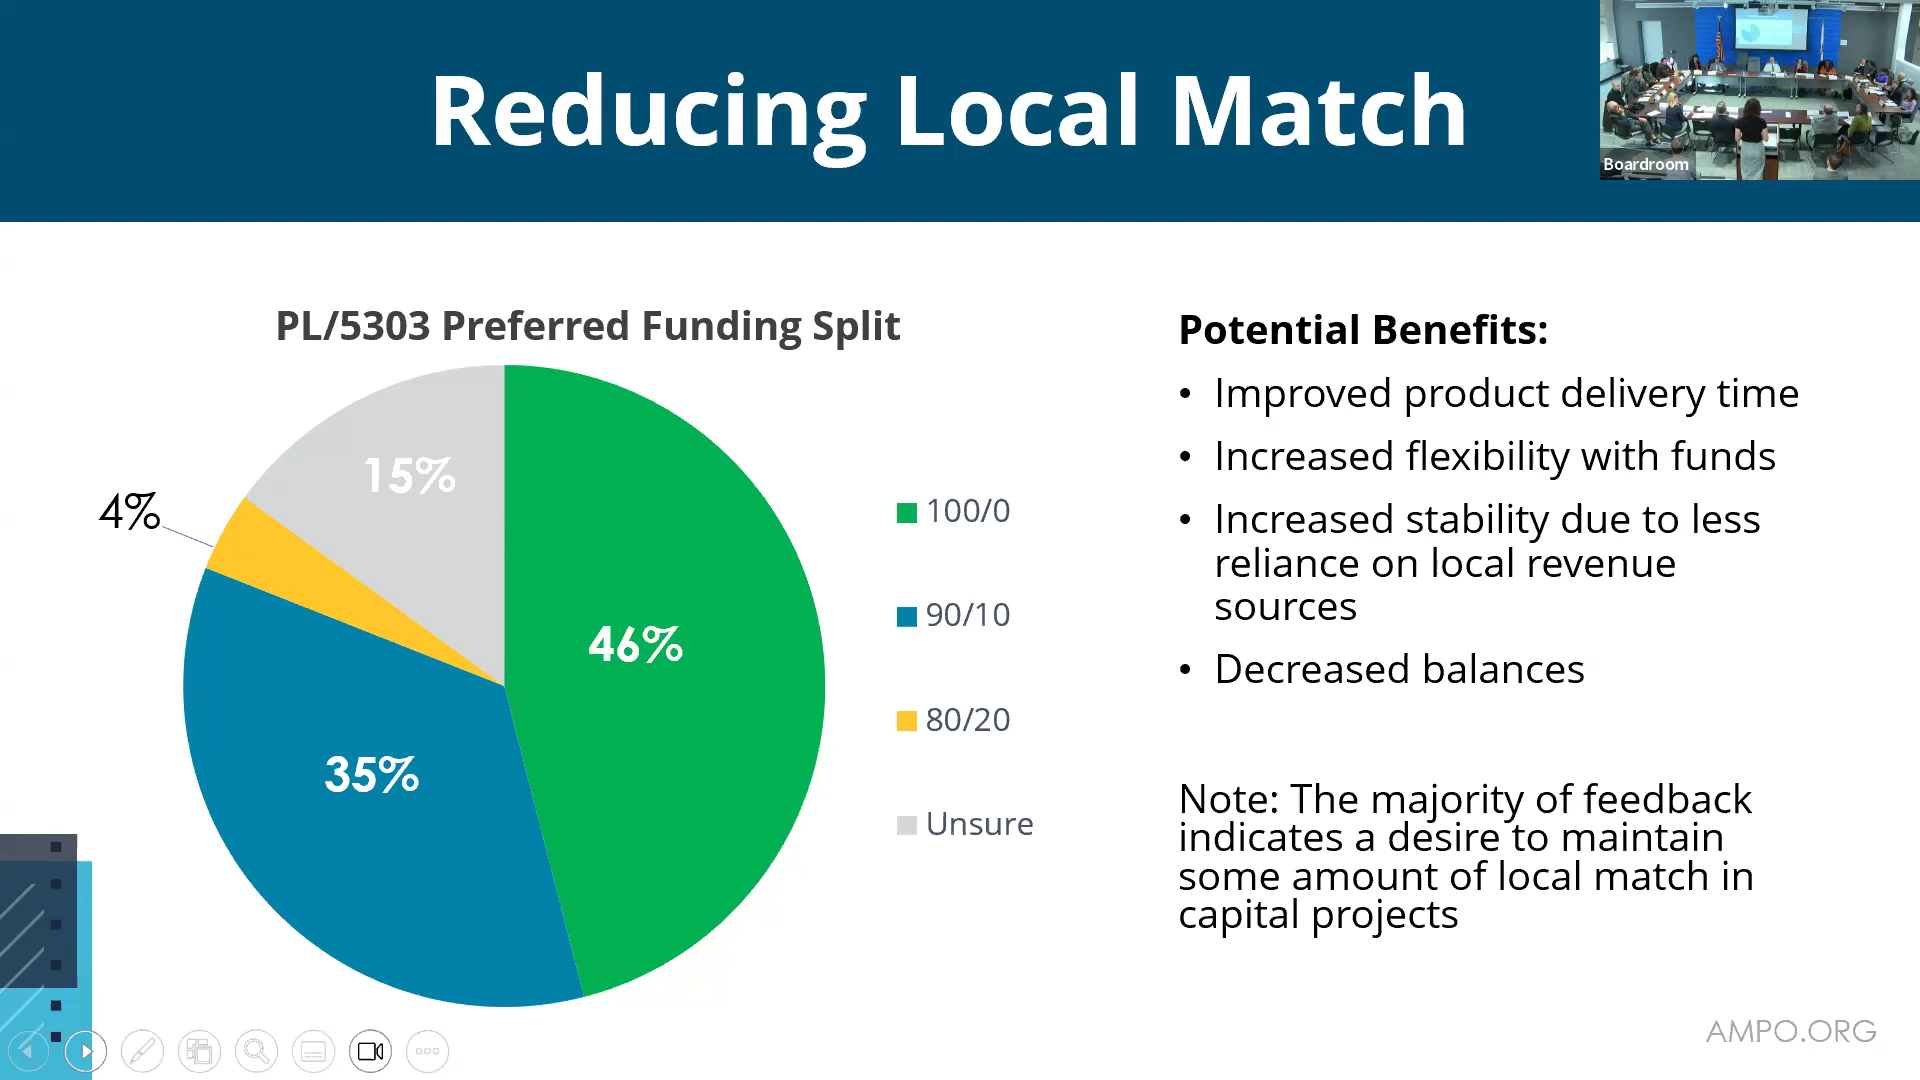 Reducing Local Match
Boardroom
PL/5303 Preferred Funding Split
15%
4%
46%
35%
100/0
90/10
80/20
Unsure
Potential Benefits:
• Improved product delivery time
• Increased flexibility with funds
• Increased stability due to less
reliance on local revenue
sources
• Decreased balances
Note: The majority of feedback
indicates a desire to maintain
some amount of local match in
capital projects
AMPO.ORG